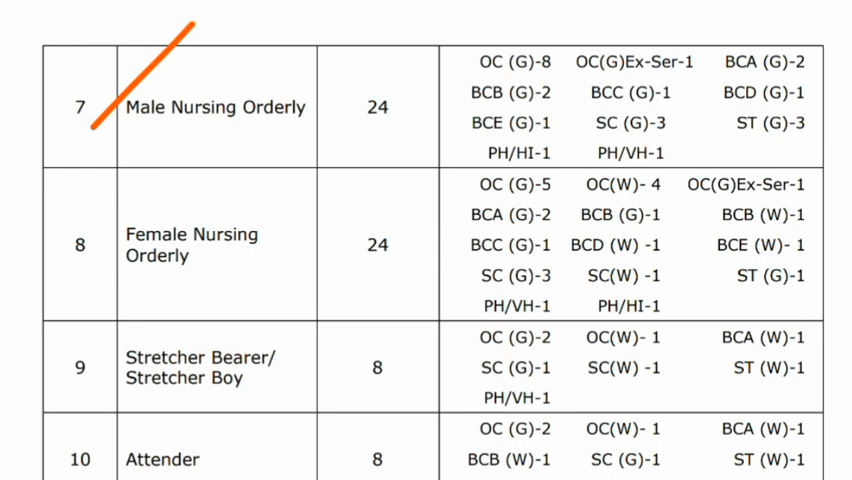 7 Male Nursing Orderly 24
OC (G)-8 OC(G)Ex-Ser-1 BCA (G)-2
BCB (G)-2 BCC (G)-1 BCD (G)-1
BCE (G)-1 SC (G)-3 ST (G)-3
PH/HI-1 PH/VH-1
8 Female Nursing
Orderly 24
OC (G)-5 OC(W)- 4 OC(G)Ex-Ser-1
BCA (G)-2 BCB (G)-1 BCB (W)-1
BCC (G)-1 BCD (W) -1 BCE (W)- 1
SC (G)-3 SC(W) -1 ST (G)-1
PH/VH-1 PH/HI-1
9 Stretcher Bearer/
Stretcher Boy 8
OC (G)-2 OC(W)- 1 BCA (W)-1
SC (G)-1 SC(W) -1 ST (W)-1
PH/VH-1
10 Attender 8
OC (G)-2 OC(W)- 1 BCA (W)-1
BCB (W)-1 SC (G)-1 ST (W)-1